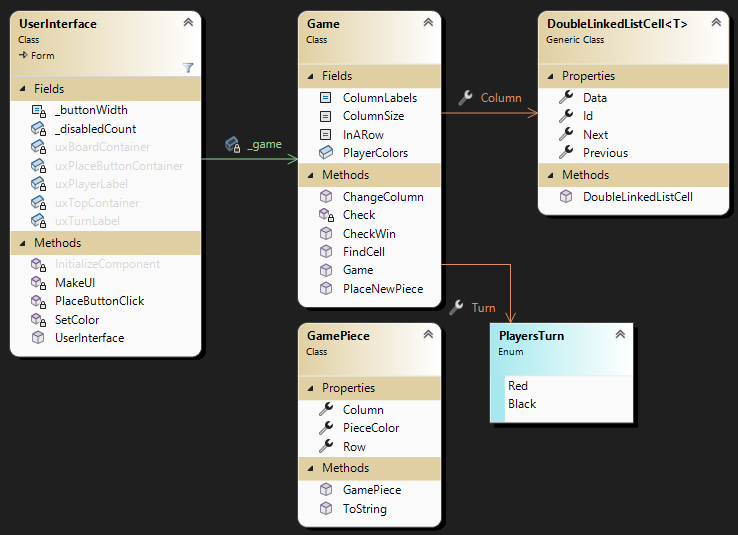 UserInterface
Class
Form
Fields
_buttonWidth
_disabledCount
uxBoardContainer
uxPlaceButtonContainer
uxPlayerLabel
uxTopContainer
uxTurnLabel
Methods
InitializeComponent
MakeUI
PlaceButtonClick
SetColor
UserInterface
_game
Game
Class
Fields
ColumnLabels
ColumnSize
InARow
PlayerColors
Methods
ChangeColumn
Check
CheckWin
FindCell
Game
PlaceNewPiece
Column
DoubleLinkedListCell<T>
Generic Class
Properties
Data
Id
Next
Previous
Methods
DoubleLinkedListCell
Turn
GamePiece
Class
Properties
Column
PieceColor
Row
Methods
GamePiece
ToString
PlayersTurn
Enum
Red
Black